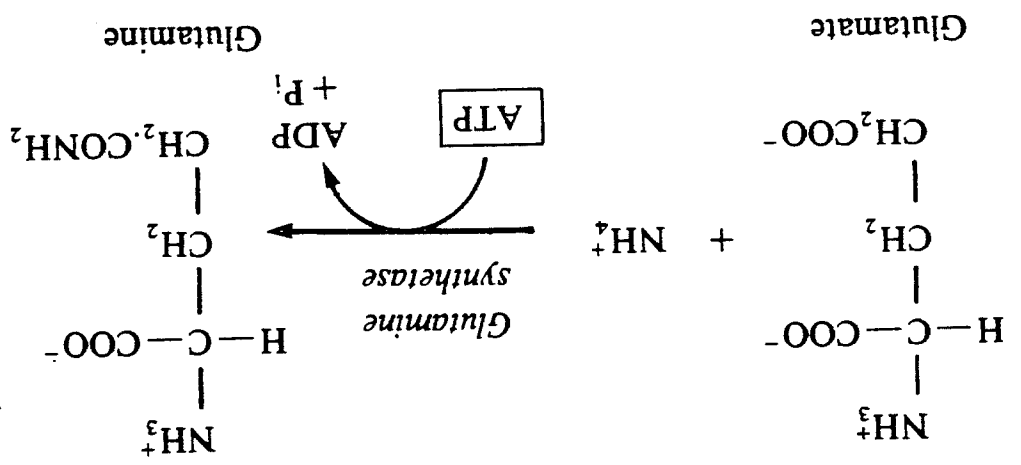 NH₃⁺
H—C—COO⁻
CH₂
CH₂COO⁻
Glutamate
+ NH₄⁺
Glutamine
synthetase
ATP
ADP
+ Pᵢ
NH₃⁺
H—C—COO⁻
CH₂
CH₂.CONH₂
Glutamine